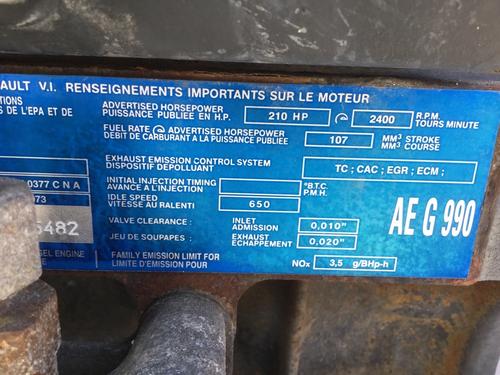 AULT V.I. RENSEIGNEMENTS IMPORTANTS SUR LE MOTEUR
TIONS
S DE L'EPA ET DE
ADVERTISED HORSEPOWER
PUISSANCE PUBLIÉE EN H.P.
210 HP @ 2400 R.P.M.
TOURS MINUTE
FUEL RATE @ ADVERTISED HORSEPOWER
DEBIT DE CARBURANT A LA PUISSANCE PUBLIÉE
107 MM³ STROKE
MM³ COURSE
EXHAUST EMISSION CONTROL SYSTEM
DISPOSITIF DEPOLLUANT
TC ; CAC ; EGR ; ECM ;
0377 C N A
INITIAL INJECTION TIMING
AVANCE A L'INJECTION
°B.T.C.
P.M.H.
073
IDLE SPEED
VITESSE AU RALENTI
650
5482
VALVE CLEARANCE :
JEU DE SOUPAPES :
INLET
ADMISSION
0,010"
EXHAUST
ECHAPPEMENT
0,020"
AE G 990
SEL ENGINE
FAMILY EMISSION LIMIT FOR
LIMITE D'EMISSION POUR
NOx 3,5 g/BHp-h